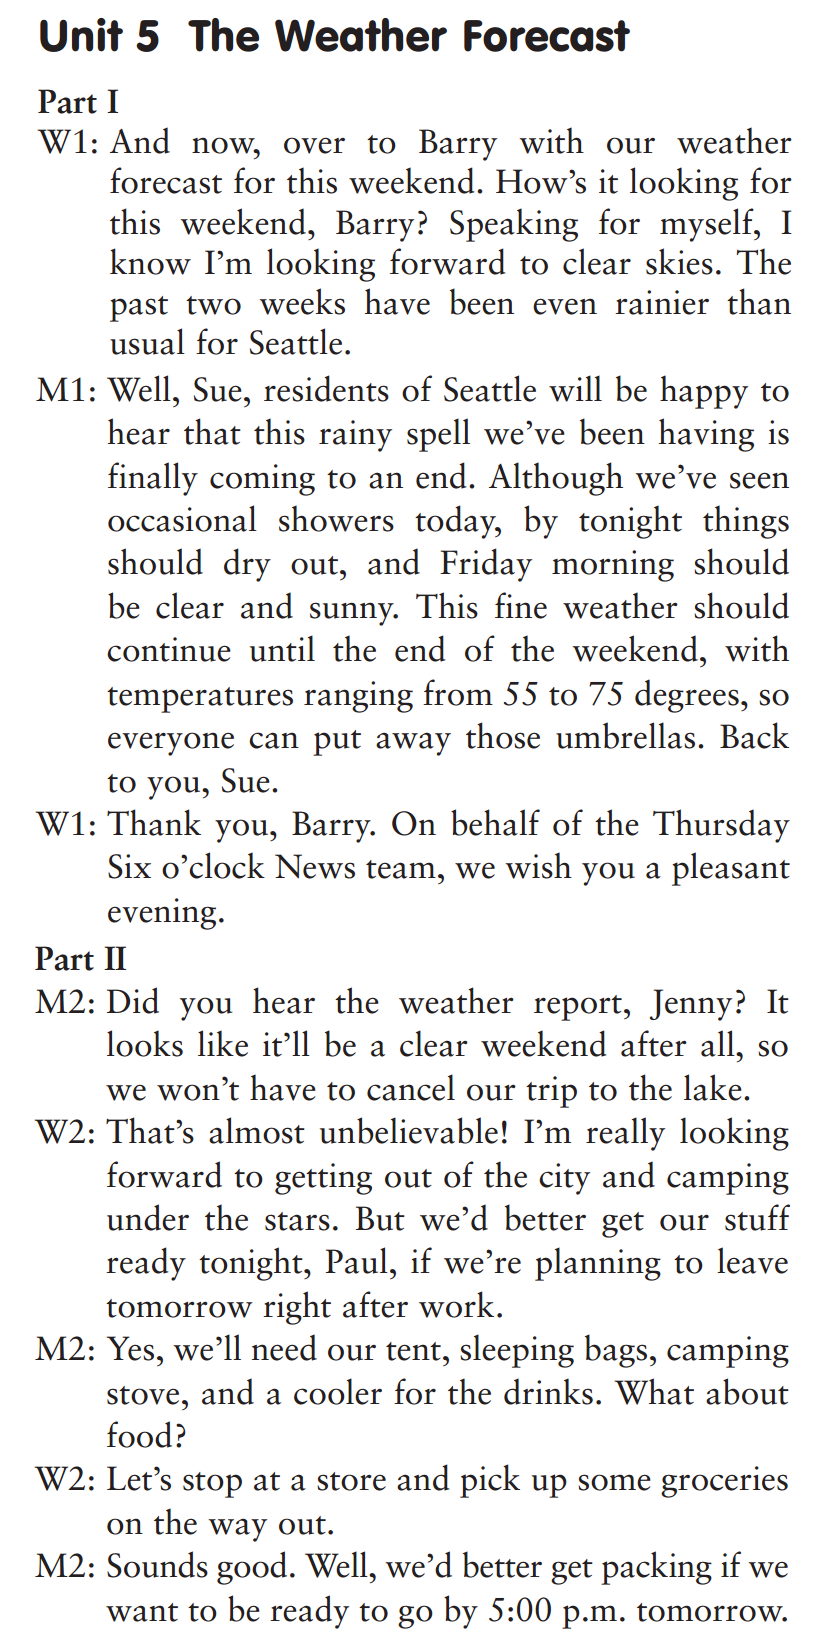 Unit 5 The Weather Forecast
Part I
W1: And now, over to Barry with our weather
forecast for this weekend. How’s it looking for
this weekend, Barry? Speaking for myself, I
know I’m looking forward to clear skies. The
past two weeks have been even rainier than
usual for Seattle.
M1: Well, Sue, residents of Seattle will be happy to
hear that this rainy spell we’ve been having is
finally coming to an end. Although we’ve seen
occasional showers today, by tonight things
should dry out, and Friday morning should
be clear and sunny. This fine weather should
continue until the end of the weekend, with
temperatures ranging from 55 to 75 degrees, so
everyone can put away those umbrellas. Back
to you, Sue.
W1: Thank you, Barry. On behalf of the Thursday
Six o’clock News team, we wish you a pleasant
evening.
Part II
M2: Did you hear the weather report, Jenny? It
looks like it’ll be a clear weekend after all, so
we won’t have to cancel our trip to the lake.
W2: That’s almost unbelievable! I’m really looking
forward to getting out of the city and camping
under the stars. But we’d better get our stuff
ready tonight, Paul, if we’re planning to leave
tomorrow right after work.
M2: Yes, we’ll need our tent, sleeping bags, camping
stove, and a cooler for the drinks. What about
food?
W2: Let’s stop at a store and pick up some groceries
on the way out.
M2: Sounds good. Well, we’d better get packing if we
want to be ready to go by 5:00 p.m. tomorrow.